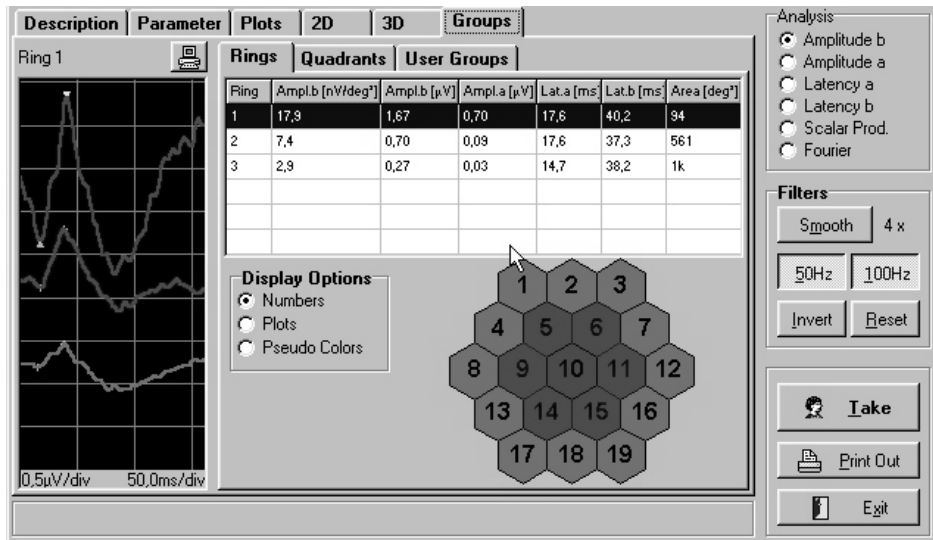 Description Parameter Plots 2D 3D Groups
Ring 1
Rings Quadrants User Groups
Ring Ampl.b [nV/deg²] Ampl.b [µV] Ampl.a [µV] Lat.a [ms] Lat.b [ms] Area [deg²]
1 17,9 1,67 0,70 17,6 40,2 94
2 7,4 0,70 0,09 17,6 37,3 561
3 2,9 0,27 0,03 14,7 38,2 1k
Display Options
Numbers
Plots
Pseudo Colors
1 2 3
4 5 6 7
8 9 10 11 12
13 14 15 16
17 18 19
0,5µV/div 50,0ms/div
Analysis
Amplitude b
Amplitude a
Latency a
Latency b
Scalar Prod.
Fourier
Filters
Smooth 4 x
50Hz 100Hz
Invert Reset
Take
Print Out
Exit